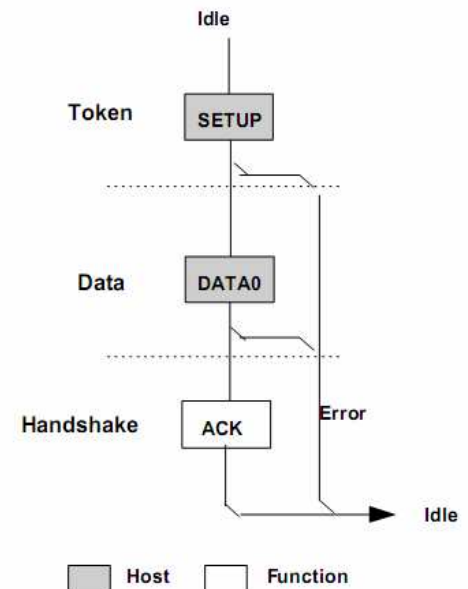 Idle
Token
SETUP
Data
DATA0
Handshake
ACK
Error
Idle
Host
Function